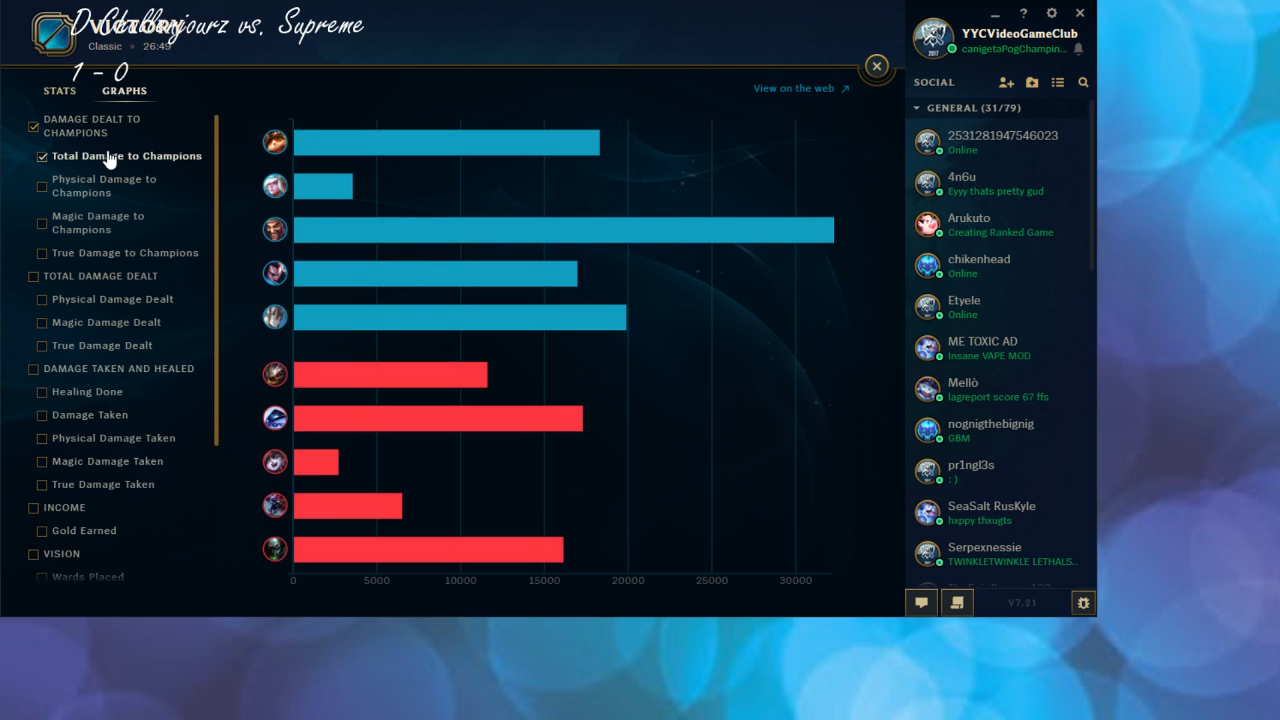 D Challenjourz vs. Supreme
VICTORY
Classic • 26:49
1 - 0
STATS GRAPHS
View on the web
DAMAGE DEALT TO
CHAMPIONS
Total Damage to Champions
Physical Damage to
Champions
Magic Damage to
Champions
True Damage to Champions
TOTAL DAMAGE DEALT
Physical Damage Dealt
Magic Damage Dealt
True Damage Dealt
DAMAGE TAKEN AND HEALED
Healing Done
Damage Taken
Physical Damage Taken
Magic Damage Taken
True Damage Taken
INCOME
Gold Earned
VISION
Wards Placed
0 5000 10000 15000 20000 25000 30000
?
YYCVideoGameClub
canigetaPogChampin...
2017
SOCIAL
GENERAL (31/79)
2531281947546023
Online
4n6u
Eyyy thats pretty gud
Arukuto
Creating Ranked Game
chikenhead
Online
Etyele
Online
ME TOXIC AD
Insane VAPE MOD
Mellò
lagreport score 67 ffs
nognigthebignig
GBM
pr1ngl3s
: )
SeaSalt RusKyle
hxppy thxugts
Serpexnessie
TWINKLETWINKLE LETHALS..
V7.21